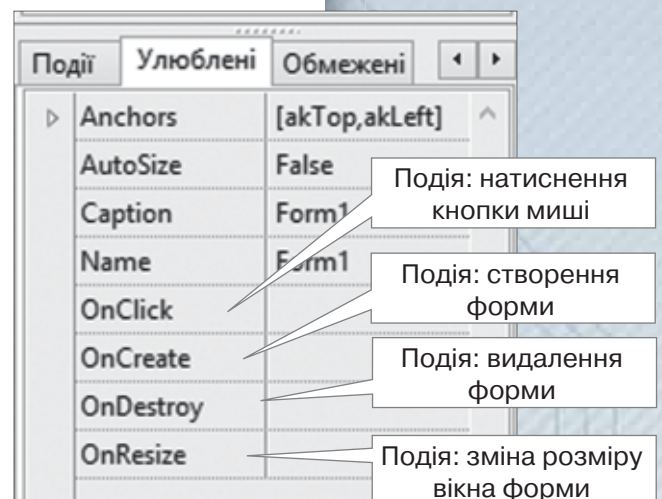 Події Улюблені Обмежені
Anchors [akTop,akLeft]
AutoSize False
Caption Form1
Name Form1
OnClick
OnCreate
OnDestroy
OnResize
Подія: натиснення
кнопки миші
Подія: створення
форми
Подія: видалення
форми
Подія: зміна розміру
вікна форми